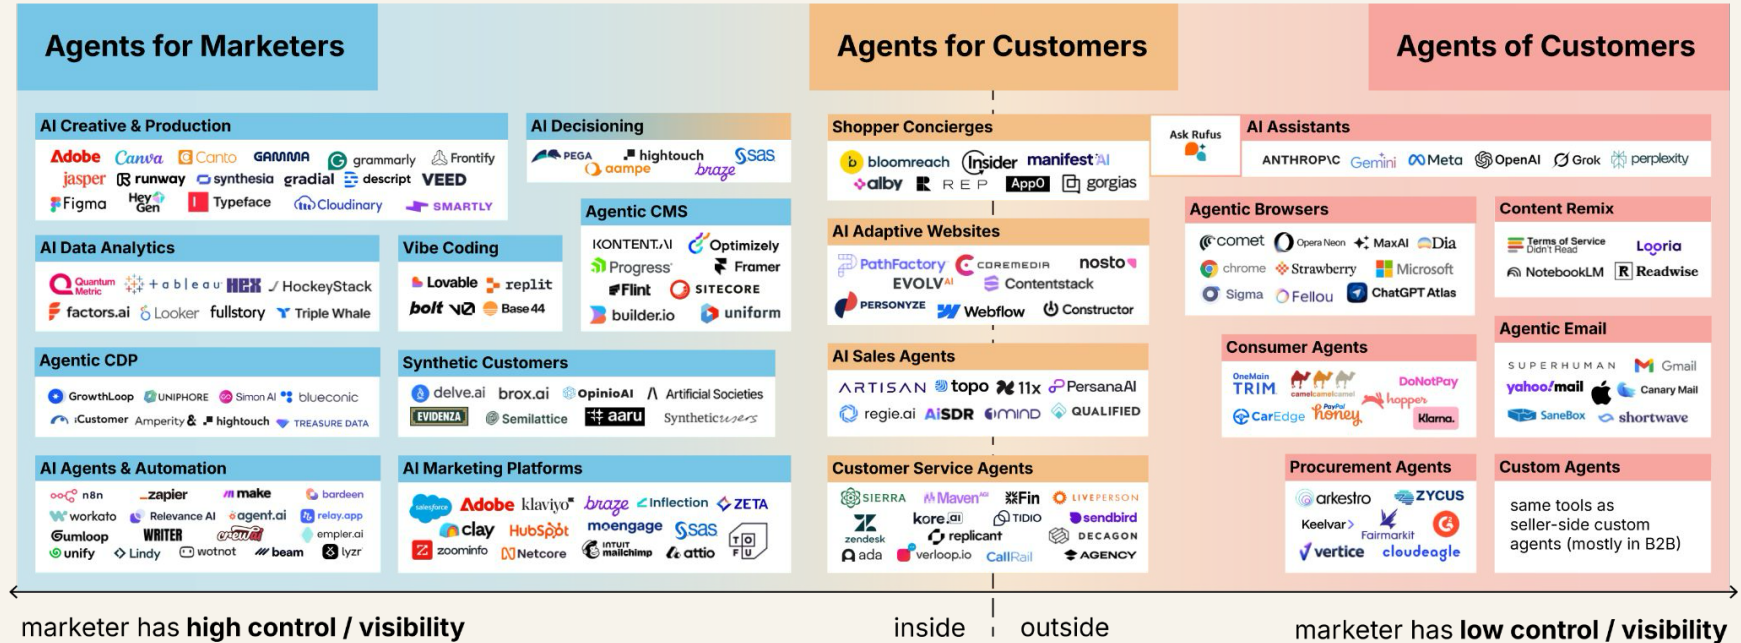 Agents for Marketers
Agents for Customers
Agents of Customers
AI Creative & Production
Adobe Canva Canto GAMMA grammarly Frontify
jasper runway synthesia gradial descript VEED
Figma HeyGen Typeface Cloudinary SMARTLY
AI Decisioning
PEGA hightouch sas
aampe braze
Agentic CMS
KONTENT.AI Optimizely
Progress Framer
Flint SITECORE
builder.io uniform
AI Data Analytics
Quantum Metric tableau HEX HockeyStack
factors.ai Looker fullstory Triple Whale
Vibe Coding
Lovable replit
bolt v0 Base44
Agentic CDP
GrowthLoop UNIPHORE Simon AI blueconic
iCustomer Amperity hightouch TREASURE DATA
Synthetic Customers
delve.ai brox.ai OpinioAI Artificial Societies
EVIDENZA Semilattice aaru Syntheticusers
AI Agents & Automation
n8n zapier make bardeen
workato Relevance AI agent.ai relay.app
Gumloop WRITER crewai empler.ai
unify Lindy wotnot beam lyzr
AI Marketing Platforms
salesforce Adobe klaviyo braze Inflection ZETA
clay HubSpot moengage sas TOFU
zoominfo Netcore INTUIT mailchimp attio
Shopper Concierges
bloomreach Insider manifest AI
alby REP App0 gorgias
Ask Rufus
AI Adaptive Websites
PathFactory COREMEDIA nosto
EVOLV AI Contentstack
PERSONYZE Webflow Constructor
AI Sales Agents
ARTISAN topo 11x PersanaAI
regie.ai AiSDR 6imIND QUALIFIED
Customer Service Agents
SIERRA Maven AGI Fin LIVEPERSON
zendesk kore.ai TIDIO sendbird
replicant DECAGON
ada verloop.io CallRail AGENCY
AI Assistants
ANTHROP\C Gemini Meta OpenAI Grok perplexity
Agentic Browsers
comet Opera Neon MaxAI Dia
chrome Strawberry Microsoft
Sigma Fellou ChatGPT Atlas
Content Remix
Terms of Service Didn't Read Looria
NotebookLM Readwise
Consumer Agents
OneMain TRIM camelcamelcamel DoNotPay
hopper
CarEdge PayPal honey Klarna.
Agentic Email
SUPERHUMAN Gmail
yahoo!mail Canary Mail
SaneBox shortwave
Procurement Agents
arkestro ZYCUS
Keelvar Fairmarkit G
vertice cloudeagle
Custom Agents
same tools as
seller-side custom
agents (mostly in B2B)
marketer has high control / visibility
inside
outside
marketer has low control / visibility